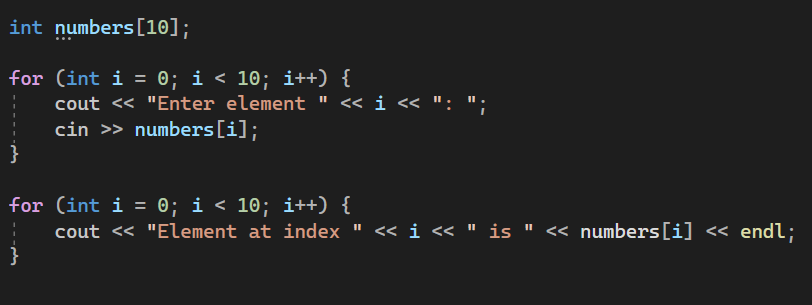 int numbers[10];

for (int i = 0; i < 10; i++) {
    cout << "Enter element " << i << ": ";
    cin >> numbers[i];
}

for (int i = 0; i < 10; i++) {
    cout << "Element at index " << i << " is " << numbers[i] << endl;
}